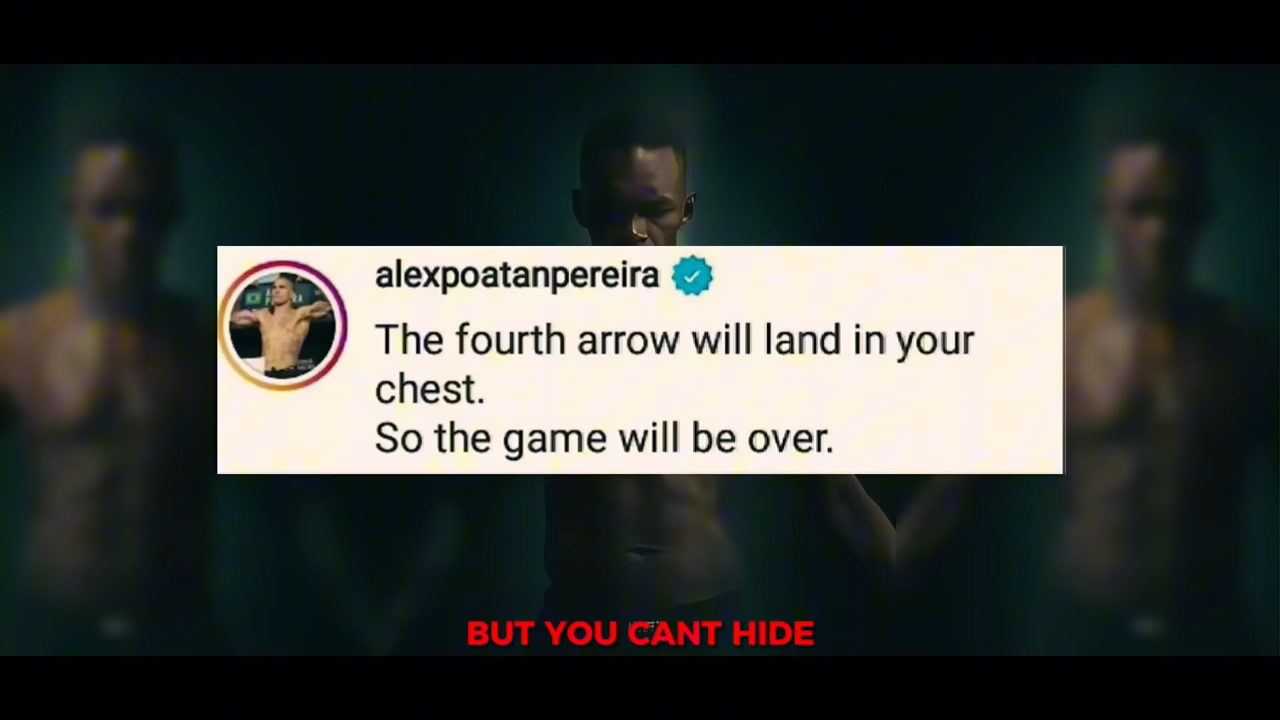 alexpoatanpereira
The fourth arrow will land in your
chest.
So the game will be over.
BUT YOU CANT HIDE